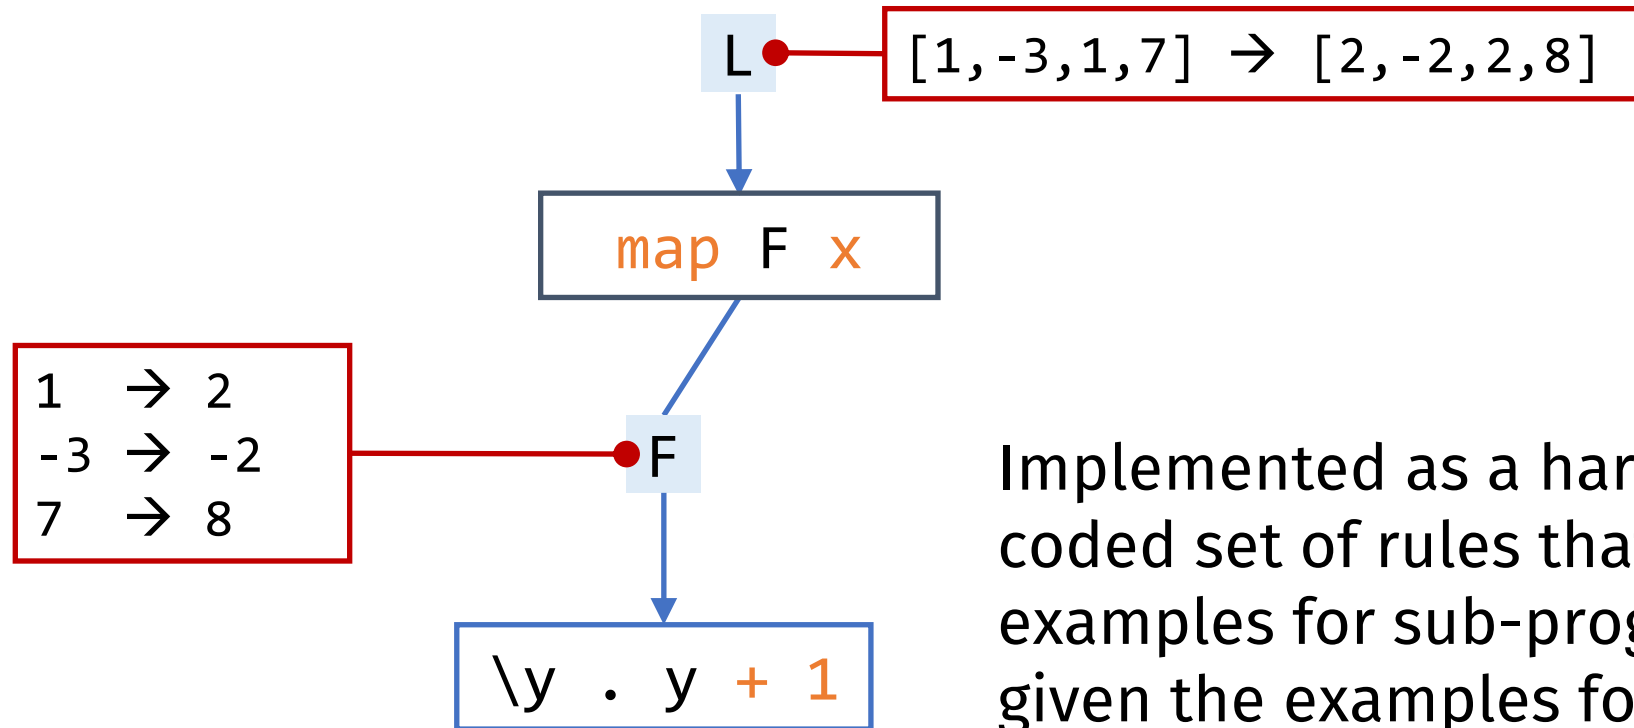 L
[1,-3,1,7] → [2,-2,2,8]
map F x
1 → 2
-3 → -2
7 → 8
F
\y . y + 1
Implemented as a har
coded set of rules tha
examples for sub-prog
given the examples fo